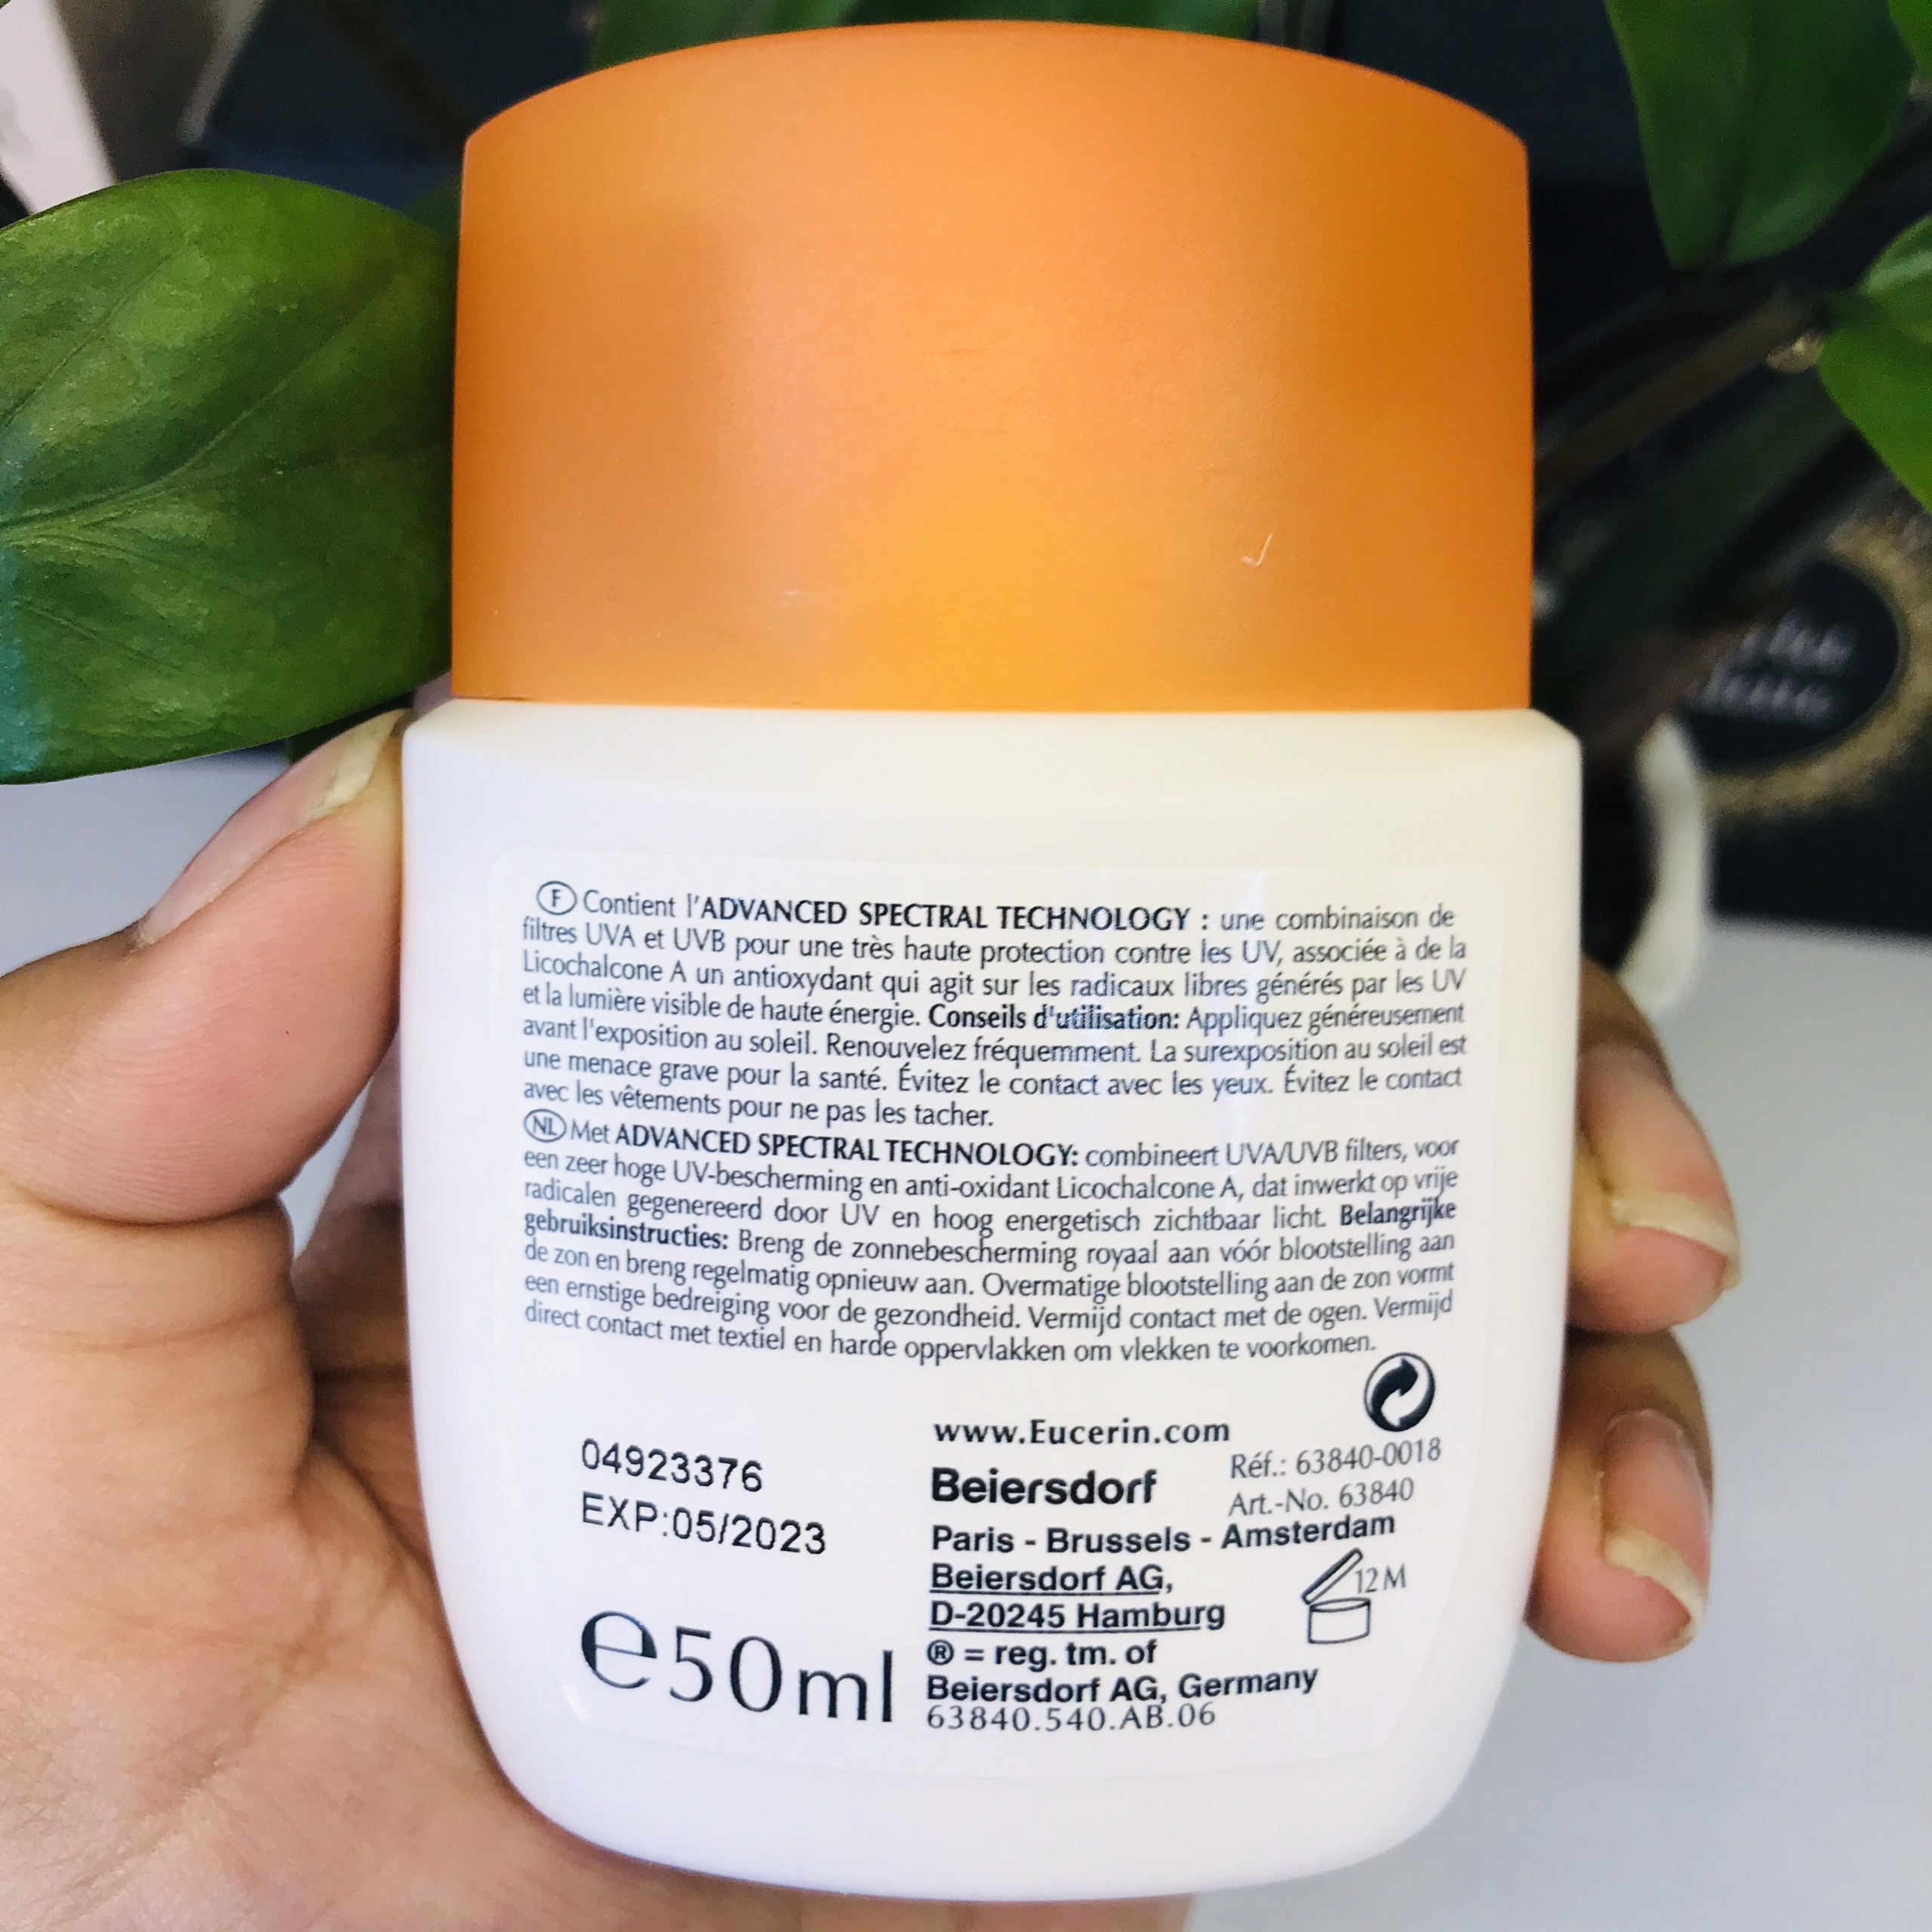 F Contient l'ADVANCED SPECTRAL TECHNOLOGY : une combinaison de
filtres UVA et UVB pour une très haute protection contre les UV, associée à de la
Licochalcone A un antioxydant qui agit sur les radicaux libres générés par les UV
et la lumière visible de haute énergie. Conseils d'utilisation: Appliquez généreusement
avant l'exposition au soleil. Renouvelez fréquemment. La surexposition au soleil est
une menace grave pour la santé. Évitez le contact avec les yeux. Évitez le contact
avec les vêtements pour ne pas les tacher.
NL Met ADVANCED SPECTRAL TECHNOLOGY: combineert UVA/UVB filters, voor
een zeer hoge UV-bescherming en anti-oxidant Licochalcone A, dat inwerkt op vrije
radicalen gegenereerd door UV en hoog energetisch zichtbaar licht. Belangrijke
gebruiksinstructies: Breng de zonnebescherming royaal aan vóór blootstelling aan
de zon en breng regelmatig opnieuw aan. Overmatige blootstelling aan de zon vormt
een ernstige bedreiging voor de gezondheid. Vermijd contact met de ogen. Vermijd
direct contact met textiel en harde oppervlakken om vlekken te voorkomen.
04923376
EXP:05/2023
e50ml
www.Eucerin.com
Beiersdorf
Réf.: 63840-0018
Art.-No. 63840
Paris - Brussels - Amsterdam
Beiersdorf AG,
D-20245 Hamburg
12M
® = reg. tm. of
Beiersdorf AG, Germany
63840.540.AB.06